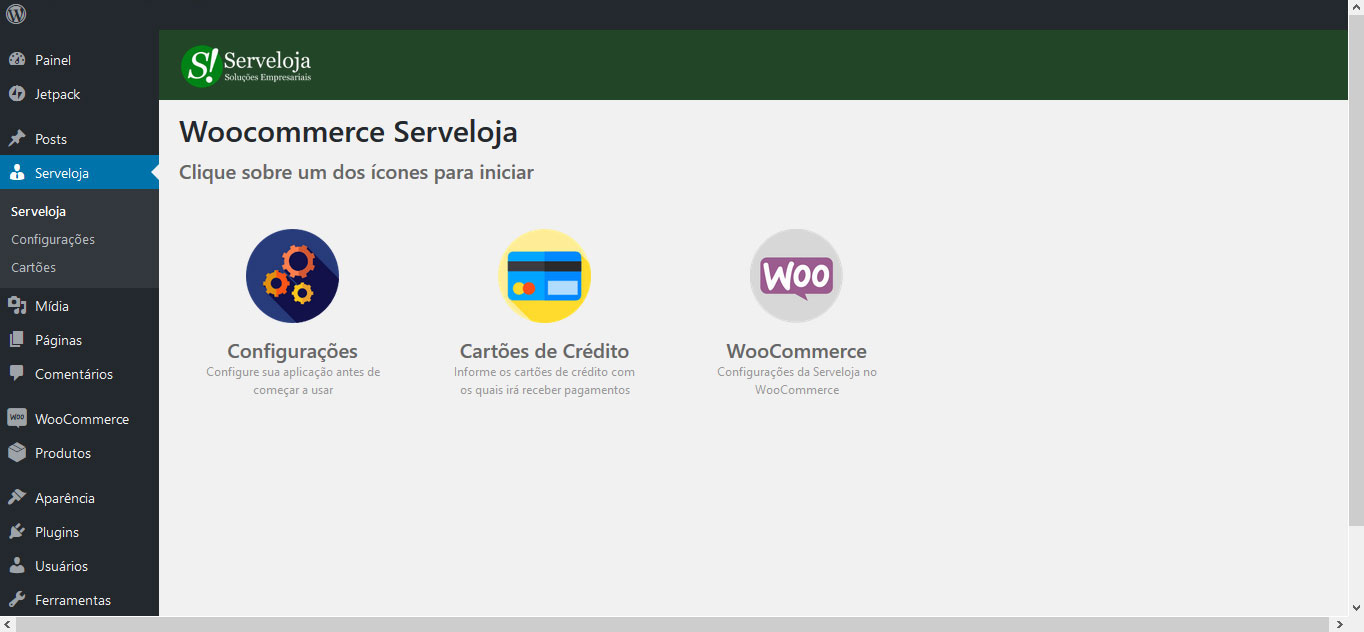 Painel
Jetpack
Posts
Serveloja
Serveloja
Configurações
Cartões
Mídia
Páginas
Comentários
WOO
WooCommerce
Produtos
Aparência
Plugins
Usuários
Ferramentas
S!
Serveloja
Soluções Empresariais
Woocommerce Serveloja
Clique sobre um dos ícones para iniciar
Configurações
Configure sua aplicação antes de
começar a usar
Cartões de Crédito
Informe os cartões de crédito com
os quais irá receber pagamentos
WOO
WooCommerce
Configurações da Serveloja no
WooCommerce